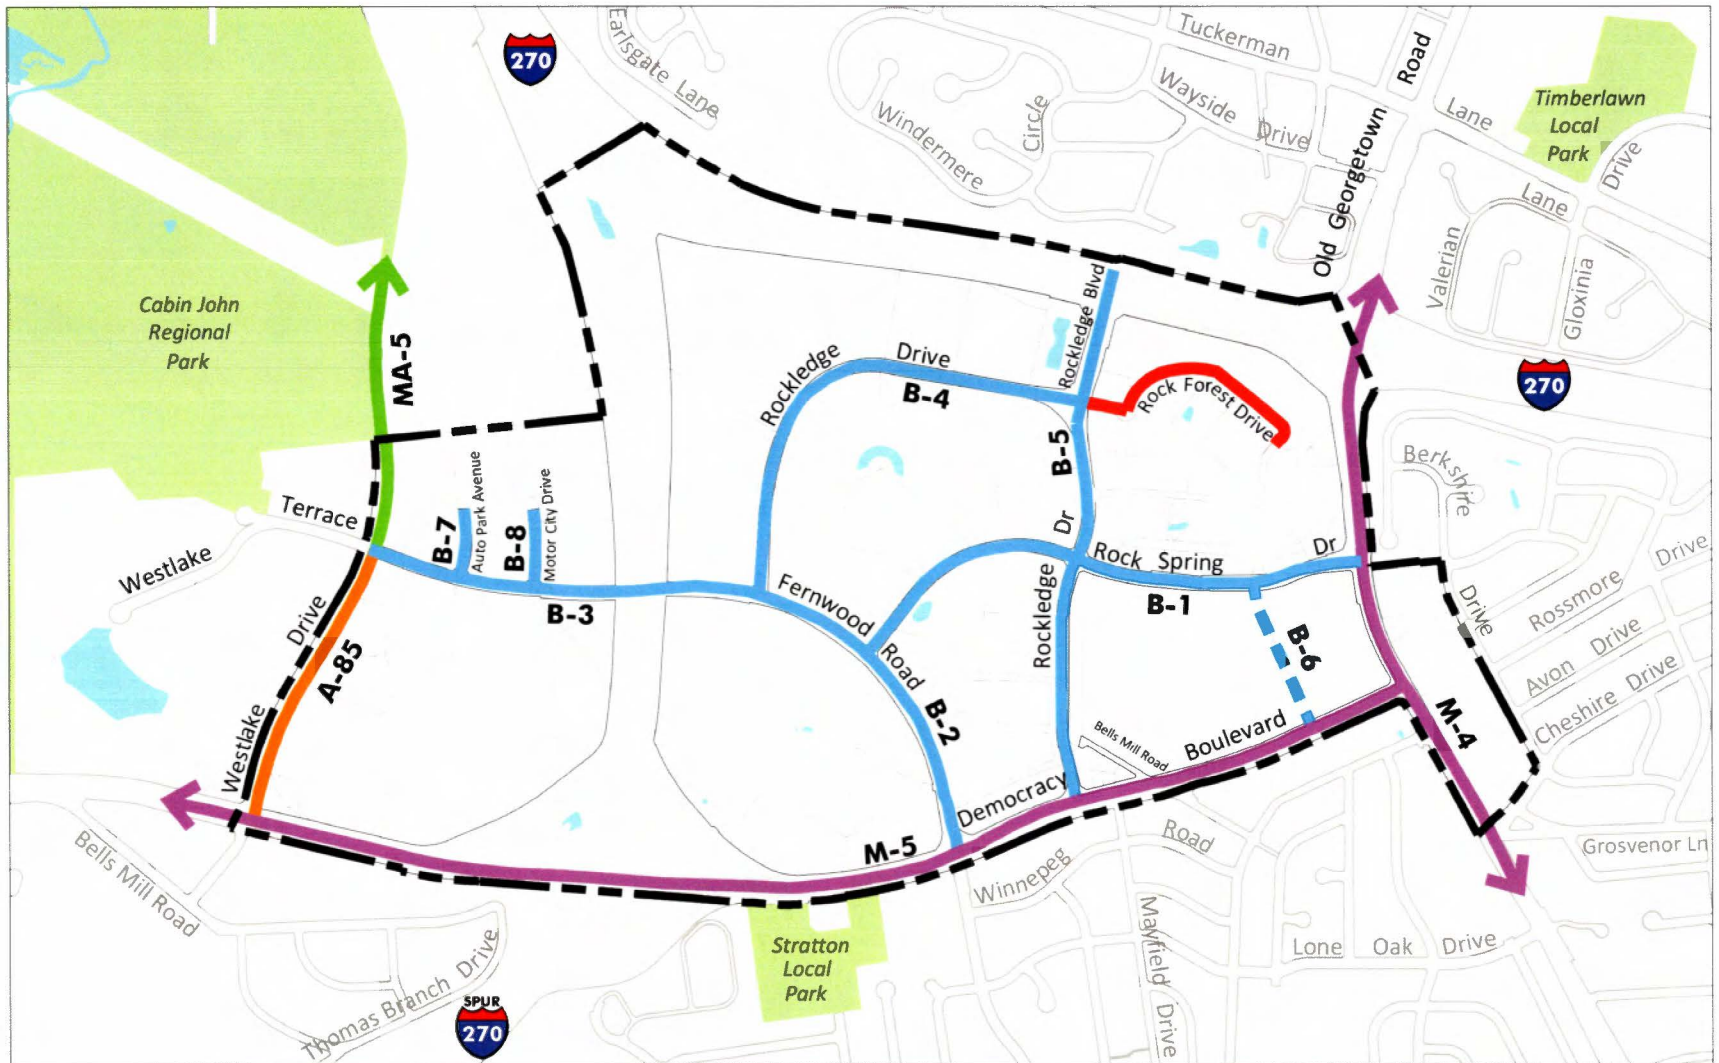 Earlsgate Lane
270
Tuckerman
Road
Wayside
Drive
Windermere
Circle
Lane
Timberlawn
Local
Park
Drive
Lane
Old Georgetown
Valerian
Gloxinia
Cabin John
Regional
Park
MA-5
Rockledge Blvd
Rockledge
Drive
B-4
Rock Forest Drive
270
B-5
Berkshire
Terrace
Auto Park Avenue
Motor City Drive
B-7
B-8
Westlake
Dr
Rock Spring
Dr
Drive
B-3
Fernwood
Rockledge
B-1
Drive
Rossmore
Drive
A-85
Road
B-6
Avon Drive
Westlake
B-2
Bells Mill Road
Boulevard
M-4
Cheshire Drive
Democracy
M-5
Bells Mill Road
Winnepeg
Road
Grosvenor Ln
Stratton
Local
Park
Mayfield Drive
Lone Oak Drive
Thomas Branch Drive
SPUR
270